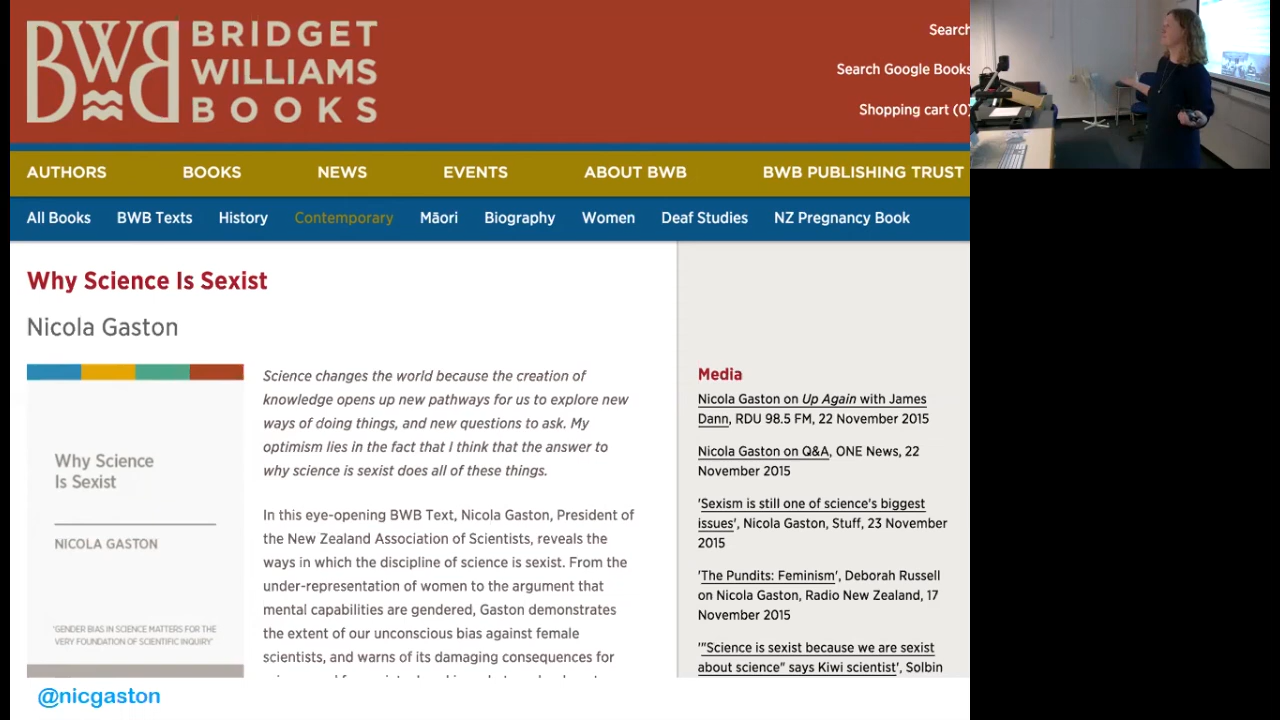 BWB BRIDGET
WILLIAMS
BOOKS
Search
Search Google Books
Shopping cart (0)
AUTHORS BOOKS NEWS EVENTS ABOUT BWB BWB PUBLISHING TRUST
All Books BWB Texts History Contemporary Māori Biography Women Deaf Studies NZ Pregnancy Book
Why Science Is Sexist
Nicola Gaston
Why Science
Is Sexist
NICOLA GASTON
'GENDER BIAS IN SCIENCE MATTERS FOR THE
VERY FOUNDATION OF SCIENTIFIC INQUIRY'
Science changes the world because the creation of
knowledge opens up new pathways for us to explore new
ways of doing things, and new questions to ask. My
optimism lies in the fact that I think that the answer to
why science is sexist does all of these things.
In this eye-opening BWB Text, Nicola Gaston, President of
the New Zealand Association of Scientists, reveals the
ways in which the discipline of science is sexist. From the
under-representation of women to the argument that
mental capabilities are gendered, Gaston demonstrates
the extent of our unconscious bias against female
scientists, and warns of its damaging consequences for
Media
Nicola Gaston on Up Again with James
Dann, RDU 98.5 FM, 22 November 2015
Nicola Gaston on Q&A, ONE News, 22
November 2015
'Sexism is still one of science's biggest
issues', Nicola Gaston, Stuff, 23 November
2015
'The Pundits: Feminism', Deborah Russell
on Nicola Gaston, Radio New Zealand, 17
November 2015
'"Science is sexist because we are sexist
about science" says Kiwi scientist', Solbin
@nicgaston